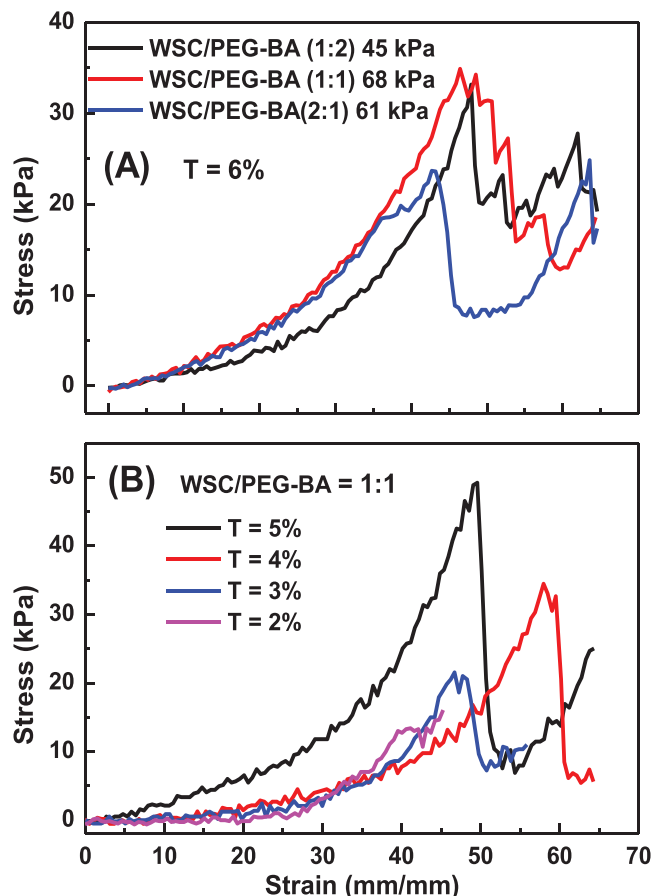 40
30
20
10
0
Stress (kPa)
WSC/PEG-BA (1:2) 45 kPa
WSC/PEG-BA (1:1) 68 kPa
WSC/PEG-BA(2:1) 61 kPa
(A) T = 6%
50
40
30
20
10
0
Stress (kPa)
(B) WSC/PEG-BA = 1:1
T = 5%
T = 4%
T = 3%
T = 2%
0 10 20 30 40 50 60 70
Strain (mm/mm)